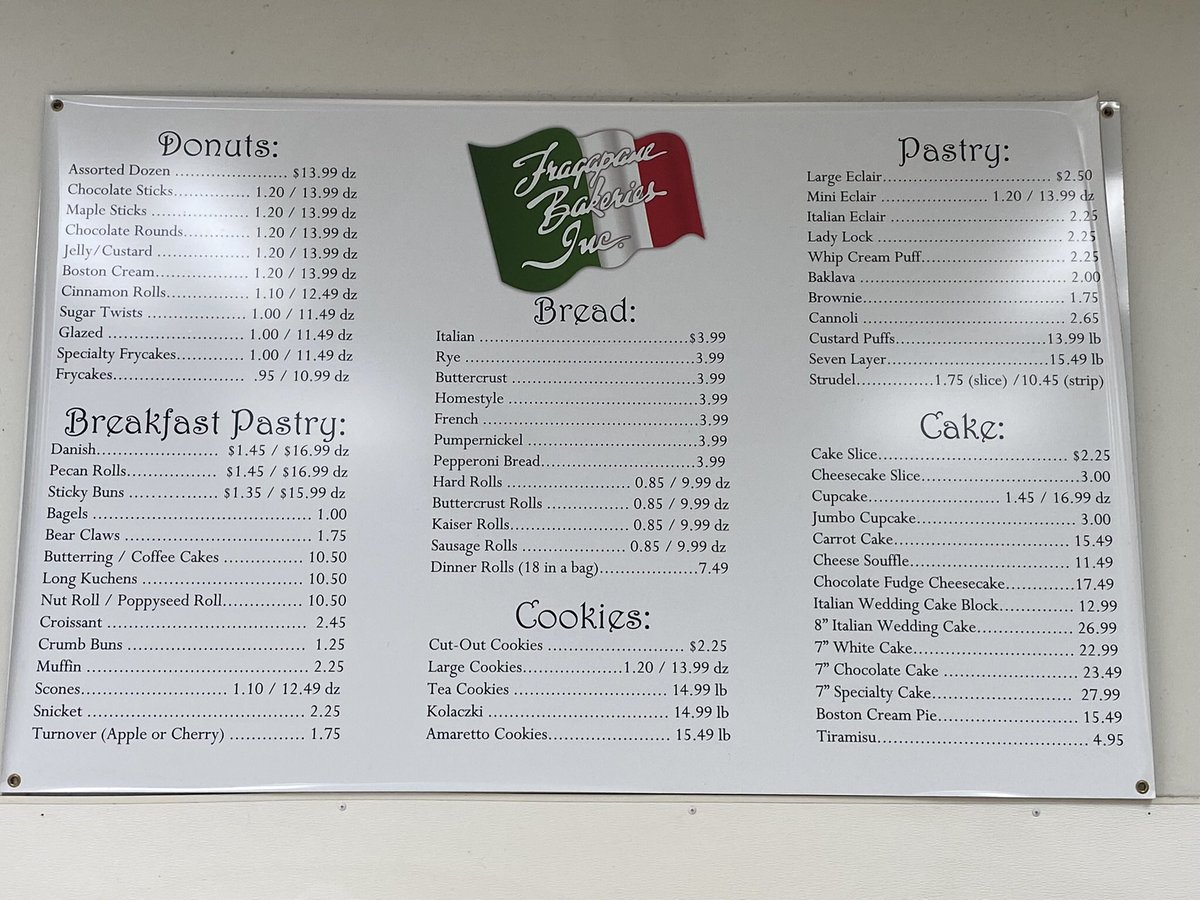 Donuts:
Assorted Dozen ...................... $13.99 dz
Chocolate Sticks............... 1.20 / 13.99 dz
Maple Sticks .................... 1.20 / 13.99 dz
Chocolate Rounds............. 1.20 / 13.99 dz
Jelly/Custard .................... 1.20 / 13.99 dz
Boston Cream.................. 1.20 / 13.99 dz
Cinnamon Rolls................ 1.10 / 12.49 dz
Sugar Twists ................... 1.00 / 11.49 dz
Glazed ........................... 1.00 / 11.49 dz
Specialty Frycakes............. 1.00 / 11.49 dz
Frycakes......................... .95 / 10.99 dz
Breakfast Pastry:
Danish....................... $1.45 / $16.99 dz
Pecan Rolls................. $1.45 / $16.99 dz
Sticky Buns ................. $1.35 / $15.99 dz
Bagels ........................................... 1.00
Bear Claws ..................................... 1.75
Butterring / Coffee Cakes ............... 10.50
Long Kuchens ............................... 10.50
Nut Roll / Poppyseed Roll............... 10.50
Croissant ....................................... 2.45
Crumb Buns .................................. 1.25
Muffin ........................................... 2.25
Scones............................ 1.10 / 12.49 dz
Snicket .......................................... 2.25
Turnover (Apple or Cherry) ............. 1.75
Fragapane
Bakeries
Inc.
Bread:
Italian ........................................$3.99
Rye ............................................3.99
Buttercrust ...................................3.99
Homestyle ....................................3.99
French .........................................3.99
Pumpernickel ................................3.99
Pepperoni Bread..............................3.99
Hard Rolls ........................ 0.85 / 9.99 dz
Buttercrust Rolls ................ 0.85 / 9.99 dz
Kaiser Rolls....................... 0.85 / 9.99 dz
Sausage Rolls .................... 0.85 / 9.99 dz
Dinner Rolls (18 in a bag)........................7.49
Cookies:
Cut-Out Cookies .......................... $2.25
Large Cookies...................1.20 / 13.99 dz
Tea Cookies ............................. 14.99 lb
Kolaczki ................................... 14.99 lb
Amaretto Cookies....................... 15.49 lb
Pastry:
Large Eclair..................................... $2.50
Mini Eclair ..................... 1.20 / 13.99 dz
Italian Eclair .................................. 2.25
Lady Lock ..................................... 2.25
Whip Cream Puff............................ 2.25
Baklava ......................................... 2.00
Brownie......................................... 1.75
Cannoli ......................................... 2.65
Custard Puffs.............................13.99 lb
Seven Layer...............................15.49 lb
Strudel...............1.75 (slice) /10.45 (strip)
Cake:
Cake Slice..................................... $2.25
Cheesecake Slice..............................3.00
Cupcake.......................... 1.45 / 16.99 dz
Jumbo Cupcake.............................. 3.00
Carrot Cake.................................. 15.49
Cheese Souffle............................... 11.49
Chocolate Fudge Cheesecake.............17.49
Italian Wedding Cake Block............... 12.99
8” Italian Wedding Cake.................. 26.99
7” White Cake............................... 22.99
7” Chocolate Cake ......................... 23.49
7” Specialty Cake........................... 27.99
Boston Cream Pie........................... 15.49
Tiramisu........................................ 4.95